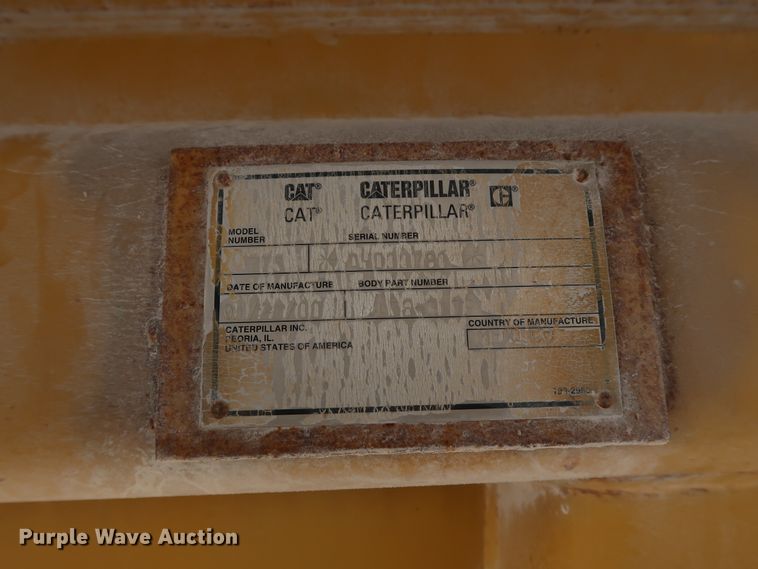 CAT® CATERPILLAR®
CAT® CATERPILLAR®
MODEL NUMBER SERIAL NUMBER
DATE OF MANUFACTURE BODY PART NUMBER
CATERPILLAR INC.
PEORIA, IL.
UNITED STATES OF AMERICA
COUNTRY OF MANUFACTURE
Purple Wave Auction